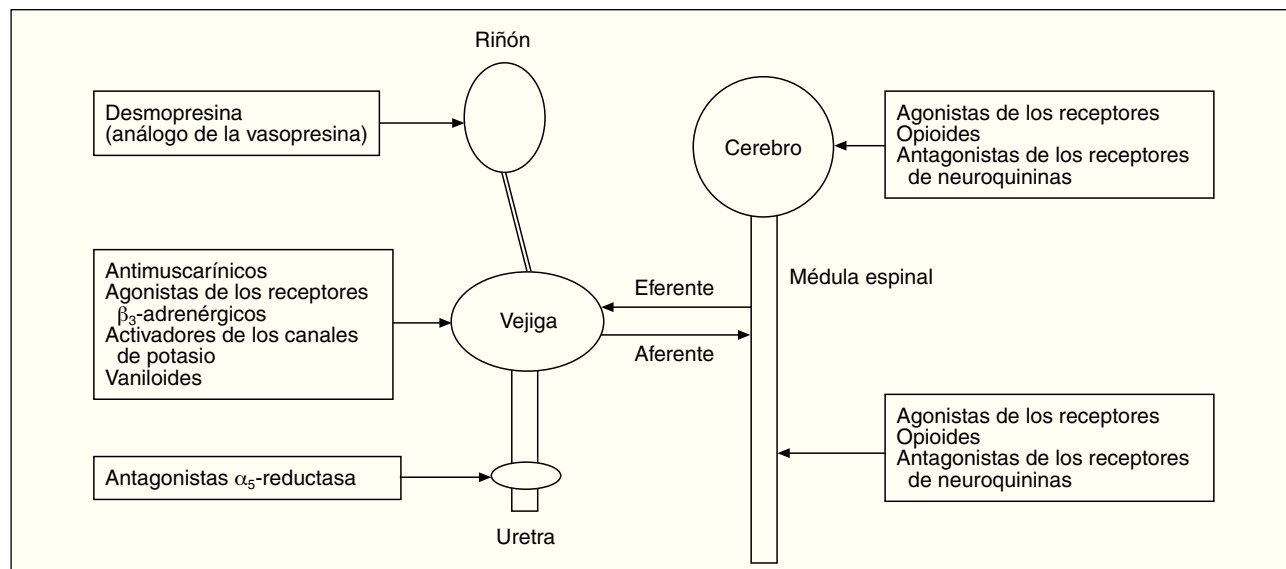 Riñón
Desmopresina
(análogo de la vasopresina)
Cerebro
Agonistas de los receptores
Opioides
Antagonistas de los receptores
de neuroquininas
Antimuscarínicos
Agonistas de los receptores
β₃-adrenérgicos
Activadores de los canales
de potasio
Vaniloides
Vejiga
Eferente
Aferente
Médula espinal
Antagonistas α₅-reductasa
Uretra
Agonistas de los receptores
Opioides
Antagonistas de los receptores
de neuroquininas